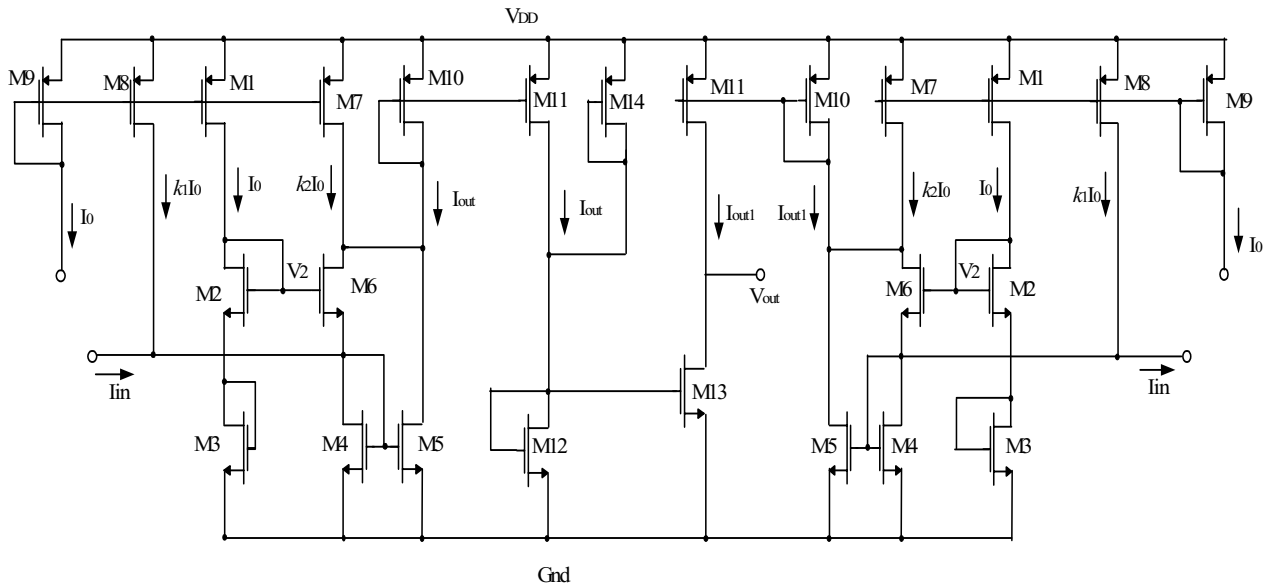 VDD
M9
M8
M1
M7
M10
M11
M14
M11
M10
M7
M1
M8
M9
I0
k1I0
I0
k2I0
Iout
Iout
Iout1
Iout1
k2I0
I0
k1I0
I0
M2
V2
M6
Vout
M6
V2
M2
Iin
Iin
M3
M4
M5
M12
M13
M5
M4
M3
Gnd